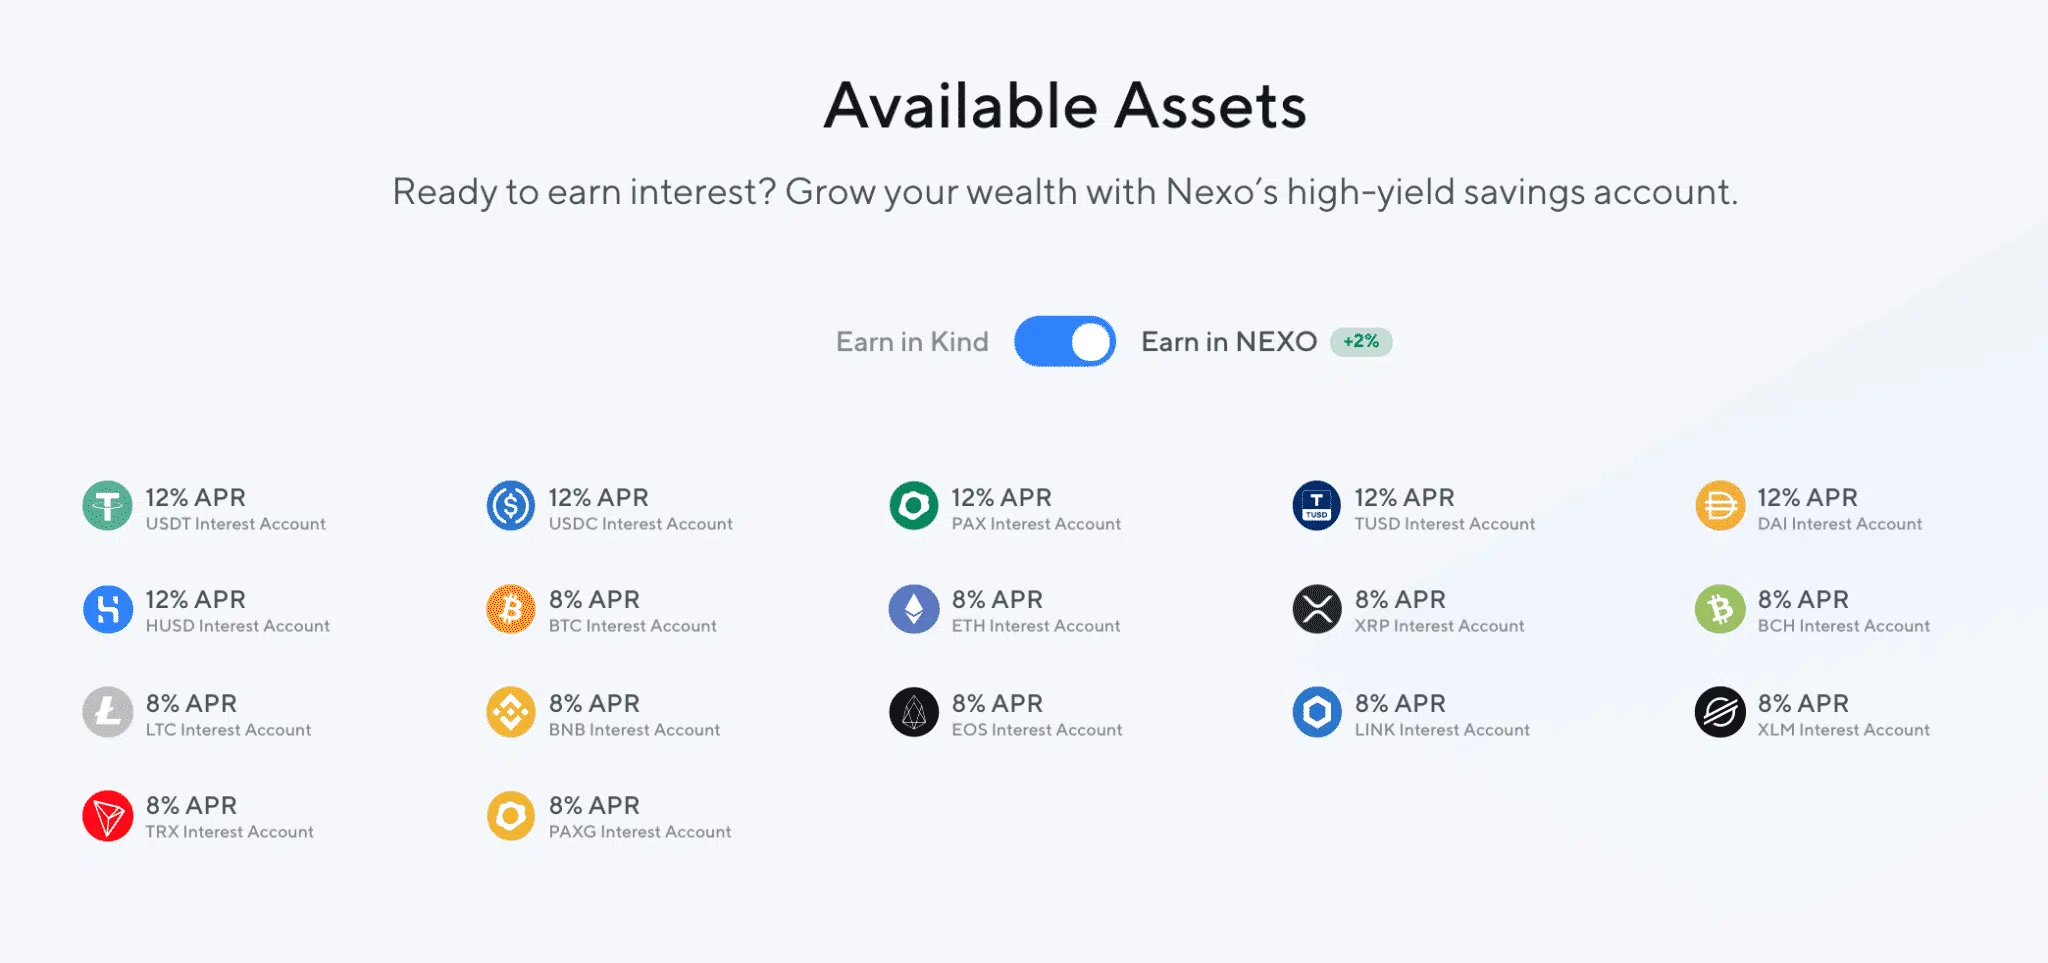 Available Assets
Ready to earn interest? Grow your wealth with Nexo's high-yield savings account.
Earn in Kind Earn in NEXO +2%
12% APR 12% APR 12% APR 12% APR 12% APR
USDT Interest Account USDC Interest Account PAX Interest Account TUSD TUSD Interest Account DAI Interest Account
12% APR 8% APR 8% APR 8% APR 8% APR
HUSD Interest Account BTC Interest Account ETH Interest Account XRP Interest Account BCH Interest Account
8% APR 8% APR 8% APR 8% APR 8% APR
LTC Interest Account BNB Interest Account EOS Interest Account LINK Interest Account XLM Interest Account
8% APR 8% APR
TRX Interest Account PAXG Interest Account